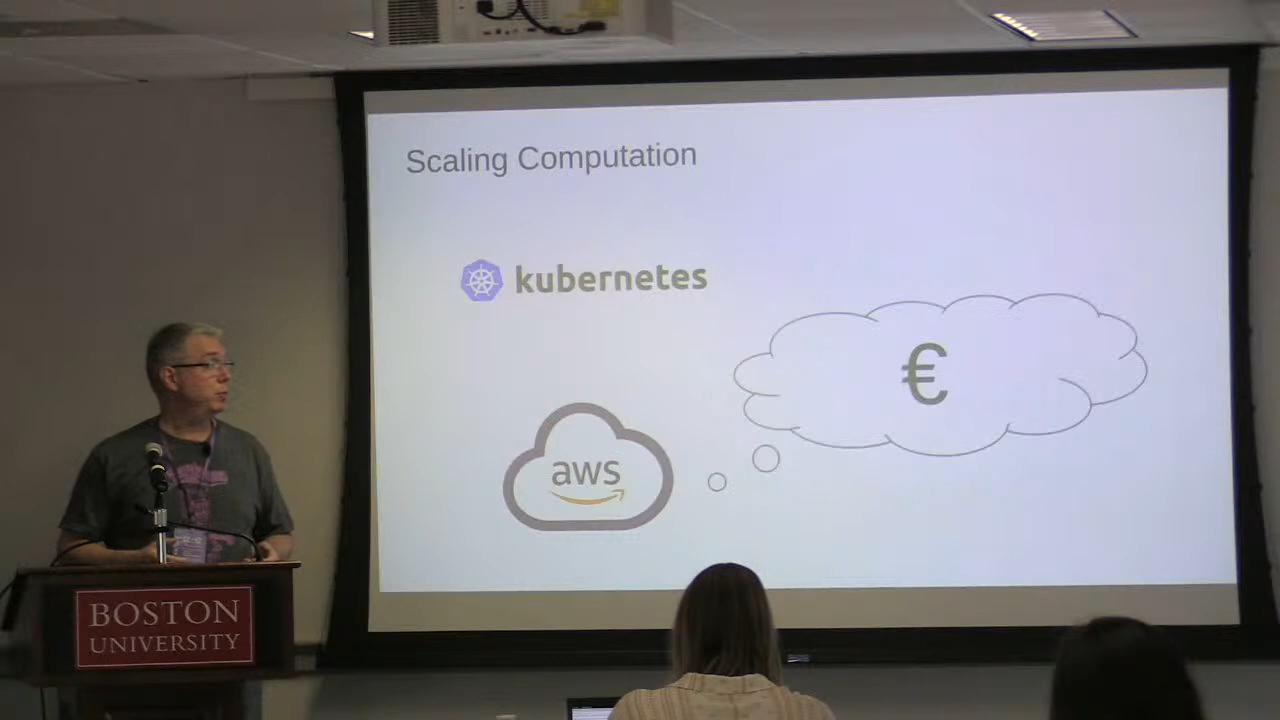 Scaling Computation
kubernetes
€
aws
BOSTON
UNIVERSITY